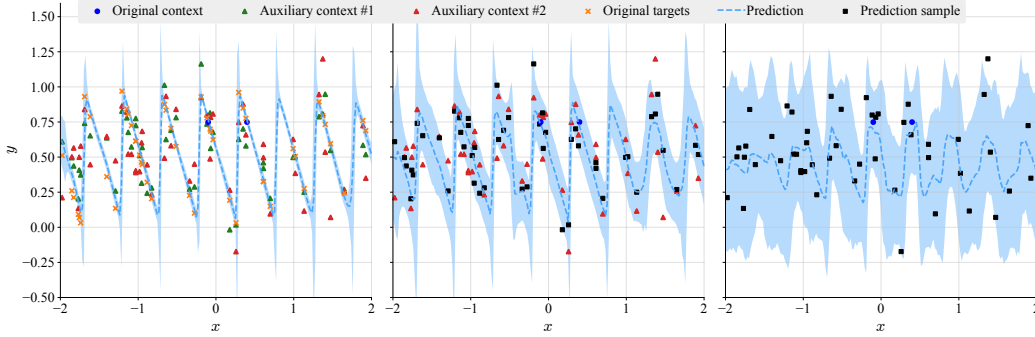 Original context Auxiliary context #1 Auxiliary context #2 Original targets Prediction Prediction sample
1.50
1.25
1.00
0.75
0.50
0.25
0.00
−0.25
−0.50
y
−2 −1 0 1 2 −2 −1 0 1 2 −2 −1 0 1 2
x x x